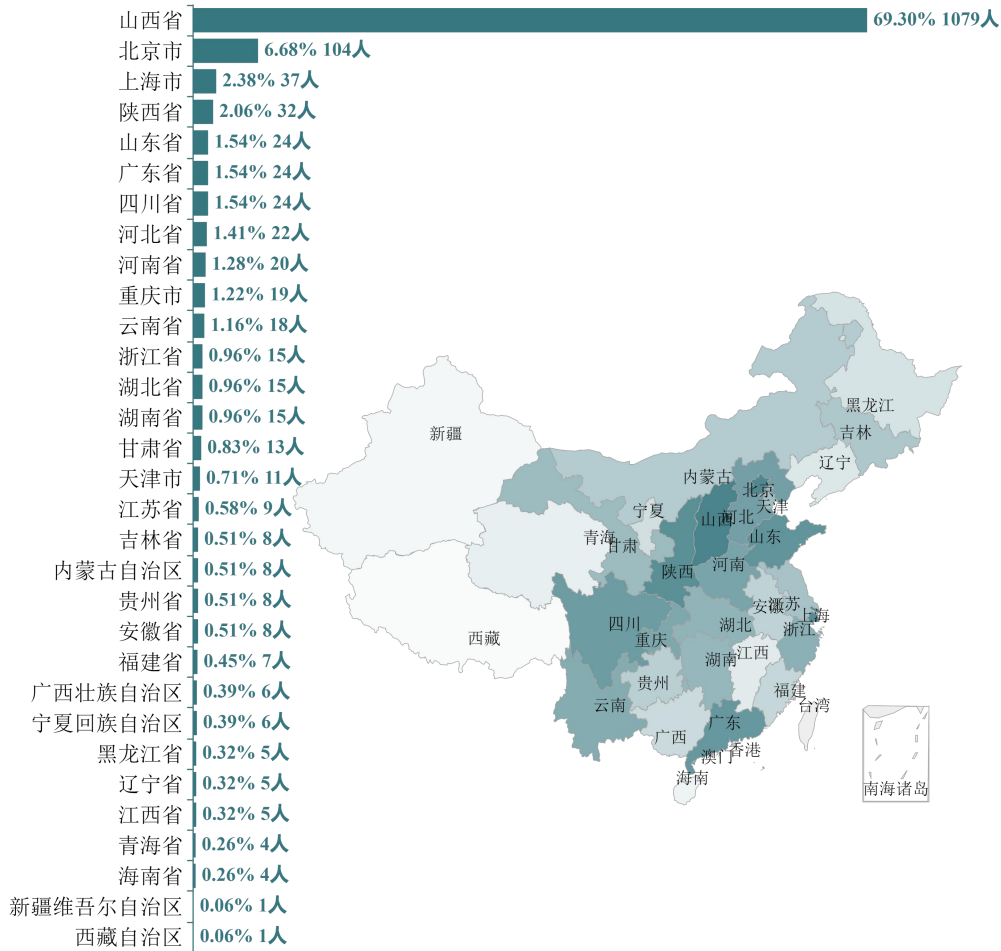 山西省 69.30% 1079人
北京市 6.68% 104人
上海市 2.38% 37人
陕西省 2.06% 32人
山东省 1.54% 24人
广东省 1.54% 24人
四川省 1.54% 24人
河北省 1.41% 22人
河南省 1.28% 20人
重庆市 1.22% 19人
云南省 1.16% 18人
浙江省 0.96% 15人
湖北省 0.96% 15人
湖南省 0.96% 15人
甘肃省 0.83% 13人
天津市 0.71% 11人
江苏省 0.58% 9人
吉林省 0.51% 8人
内蒙古自治区 0.51% 8人
贵州省 0.51% 8人
安徽省 0.51% 8人
福建省 0.45% 7人
广西壮族自治区 0.39% 6人
宁夏回族自治区 0.39% 6人
黑龙江省 0.32% 5人
辽宁省 0.32% 5人
江西省 0.32% 5人
青海省 0.26% 4人
海南省 0.26% 4人
新疆维吾尔自治区 0.06% 1人
西藏自治区 0.06% 1人
黑龙江
吉林
新疆
辽宁
内蒙古
北京
天津
宁夏
山西
河北
青海
甘肃
山东
河南
陕西
安徽
江苏
上海
四川
湖北
浙江
重庆
西藏
湖南
江西
贵州
福建
云南
台湾
广东
广西
香港
澳门
海南
南海诸岛